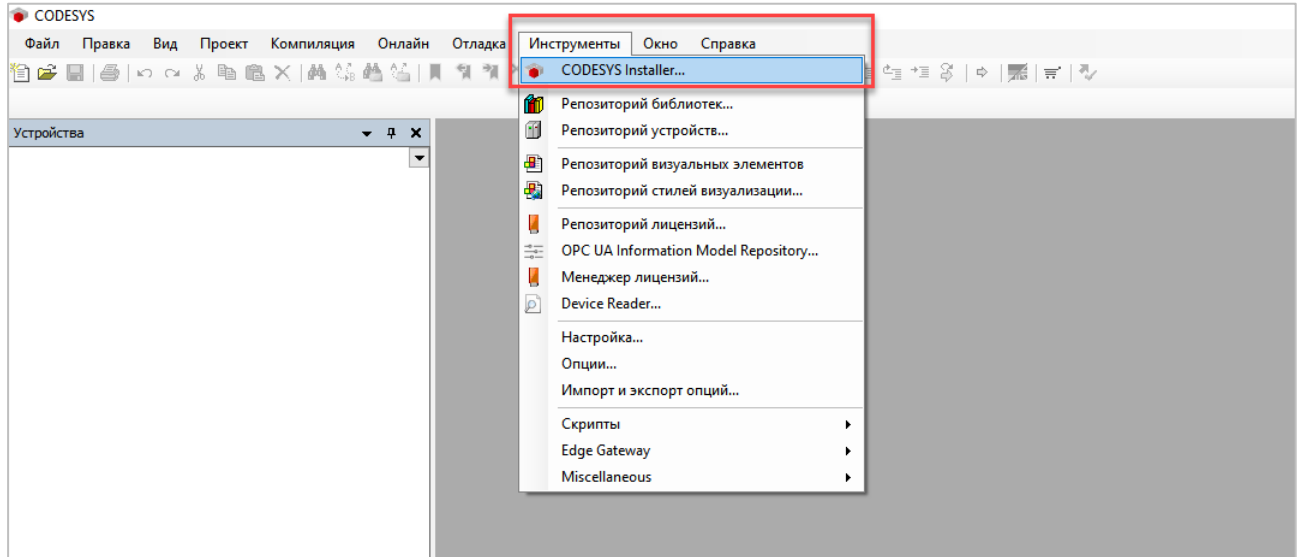 CODESYS
Файл Правка Вид Проект Компиляция Онлайн Отладка Инструменты Окно Справка
CODESYS Installer...
Репозиторий библиотек...
Устройства
Репозиторий устройств...
Репозиторий визуальных элементов
Репозиторий стилей визуализации...
Репозиторий лицензий...
OPC UA Information Model Repository...
Менеджер лицензий...
Device Reader...
Настройка...
Опции...
Импорт и экспорт опций...
Скрипты
Edge Gateway
Miscellaneous